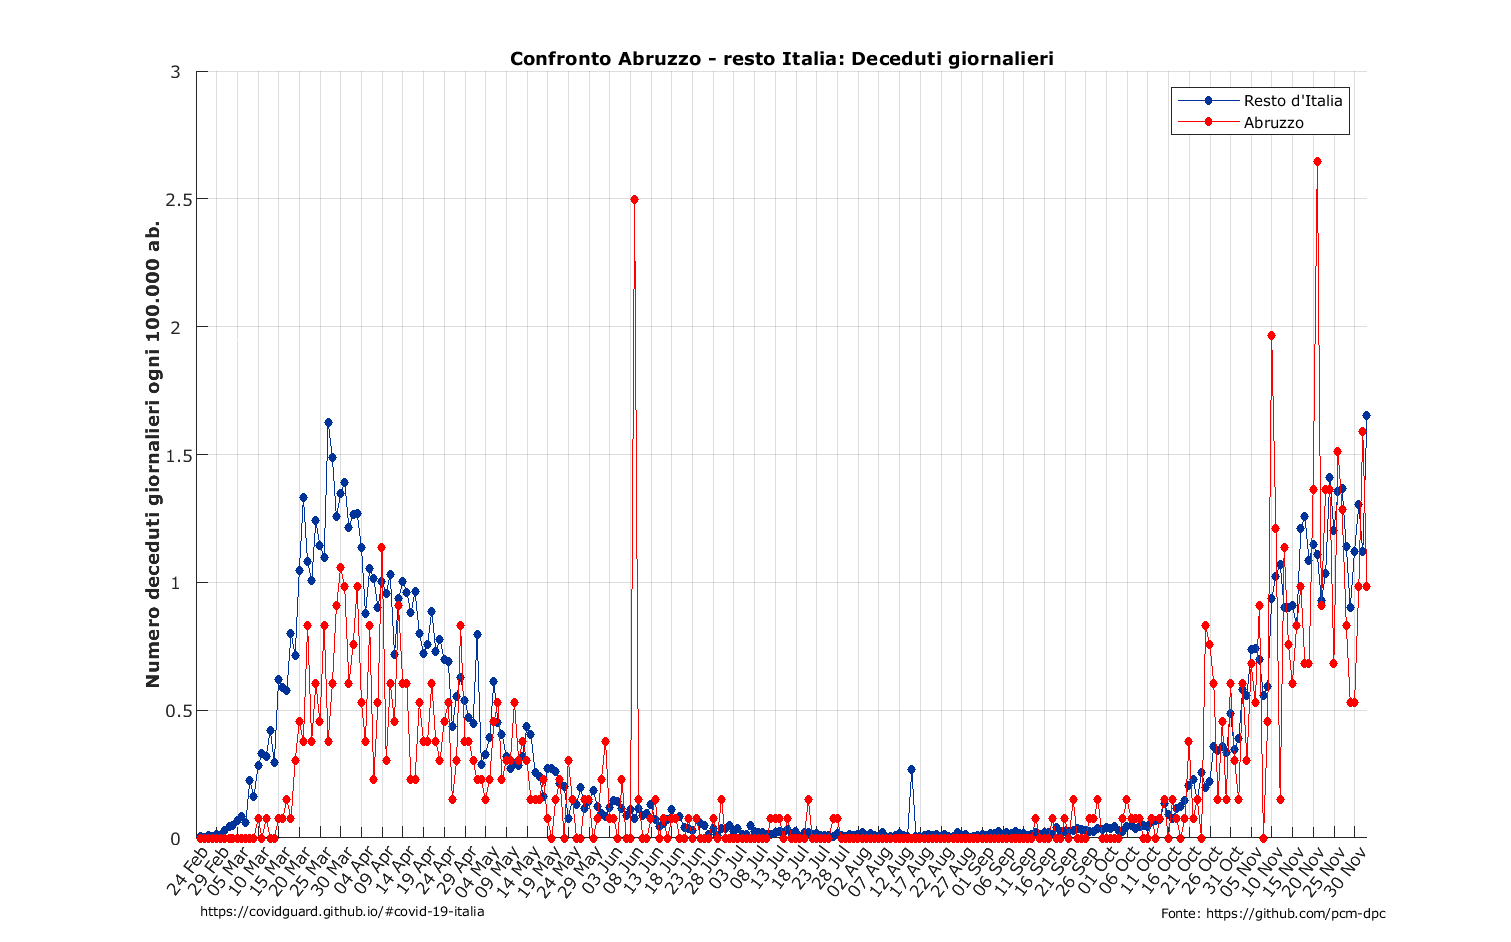 Confronto Abruzzo - resto Italia: Deceduti giornalieri
Resto d'Italia
Abruzzo
Numero deceduti giornalieri ogni 100.000 ab.
3
2.5
2
1.5
1
0.5
0
24 Feb
29 Feb
05 Mar
10 Mar
15 Mar
20 Mar
25 Mar
30 Mar
04 Apr
09 Apr
14 Apr
19 Apr
24 Apr
29 Apr
04 May
09 May
14 May
19 May
24 May
29 May
03 Jun
08 Jun
13 Jun
18 Jun
23 Jun
28 Jun
03 Jul
08 Jul
13 Jul
18 Jul
23 Jul
28 Jul
02 Aug
07 Aug
12 Aug
17 Aug
22 Aug
27 Aug
01 Sep
06 Sep
11 Sep
16 Sep
21 Sep
26 Sep
01 Oct
06 Oct
11 Oct
16 Oct
21 Oct
26 Oct
31 Oct
05 Nov
10 Nov
15 Nov
20 Nov
25 Nov
30 Nov
https://covidguard.github.io/#covid-19-italia
Fonte: https://github.com/pcm-dpc